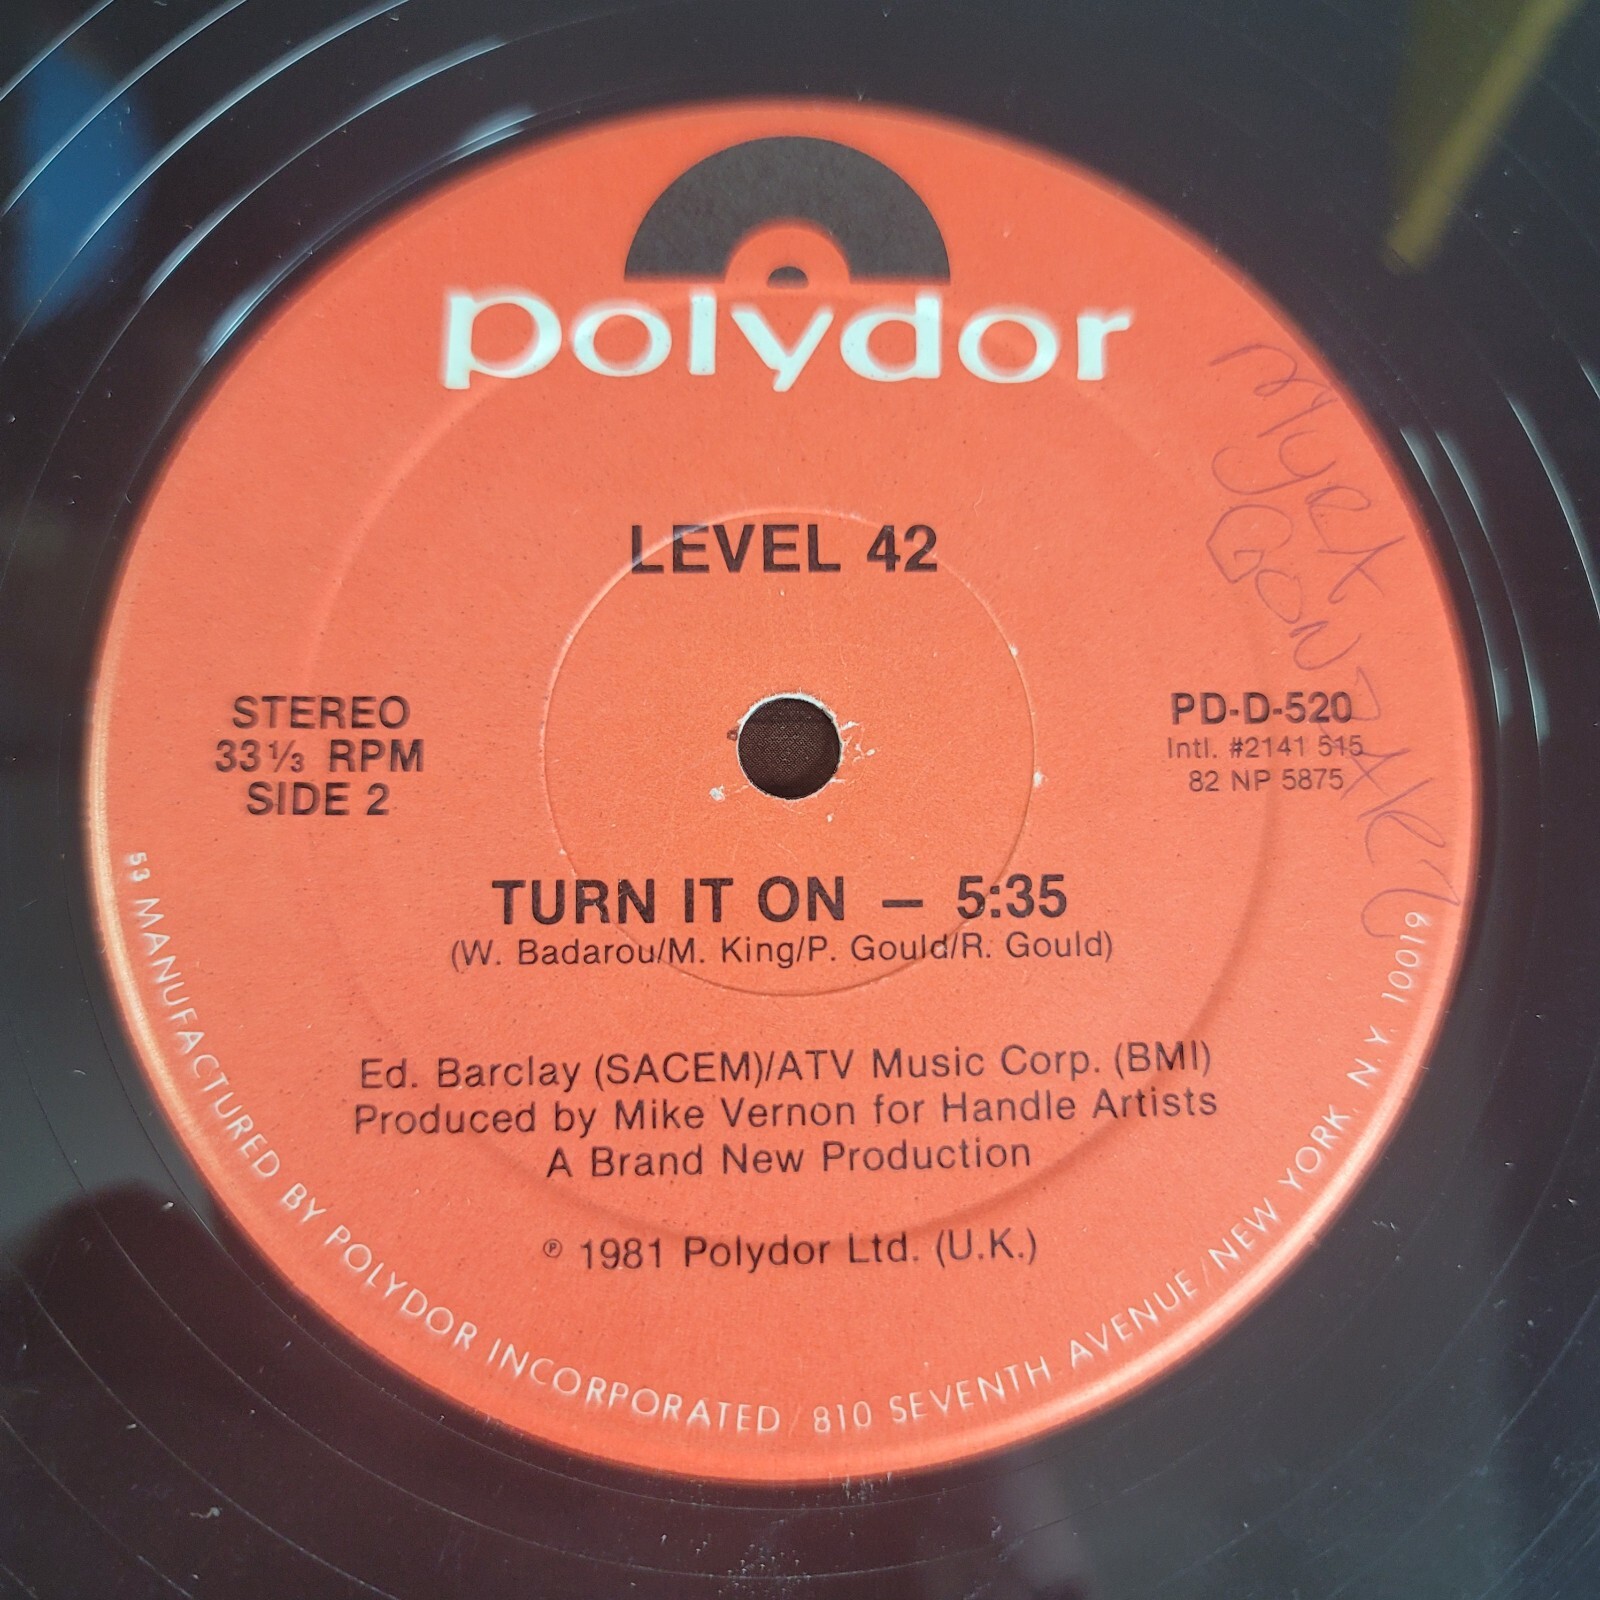 polydor
LEVEL 42
STEREO
33 1/3 RPM
SIDE 2
PD-D-520
Intl. #2141 515
82 NP 5875
TURN IT ON — 5:35
(W. Badarou/M. King/P. Gould/R. Gould)
Ed. Barclay (SACEM)/ATV Music Corp. (BMI)
Produced by Mike Vernon for Handle Artists
A Brand New Production
℗ 1981 Polydor Ltd. (U.K.)
53 MANUFACTURED BY POLYDOR INCORPORATED / 810 SEVENTH AVENUE / NEW YORK, N.Y. 10019